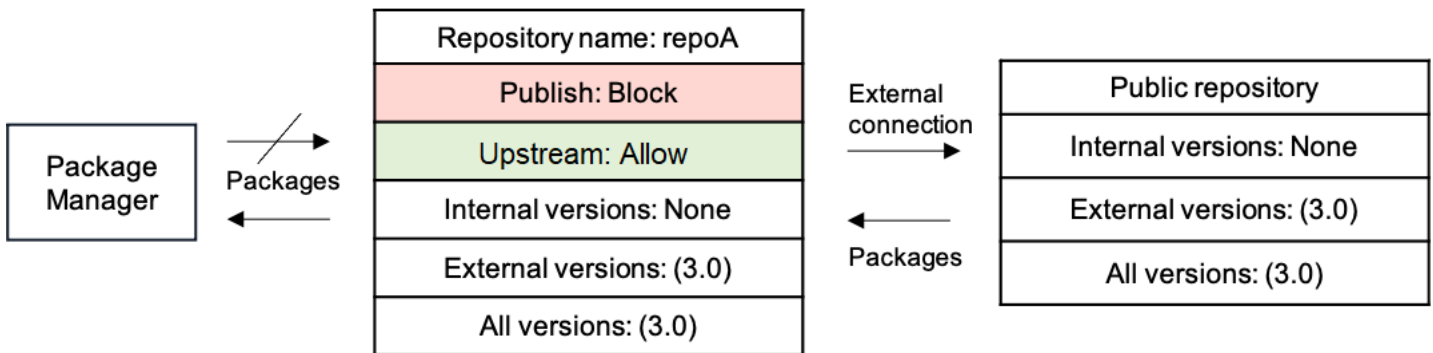 Package
Manager
Packages
Repository name: repoA
Publish: Block
Upstream: Allow
Internal versions: None
External versions: (3.0)
All versions: (3.0)
External
connection
Packages
Public repository
Internal versions: None
External versions: (3.0)
All versions: (3.0)